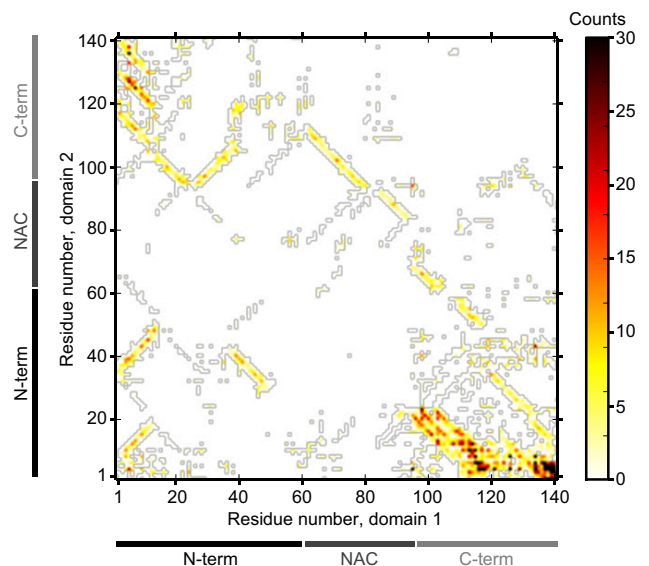 Counts
140
120
100
80
60
40
20
1
Residue number, domain 2
C-term
NAC
N-term
30
25
20
15
10
5
0
1 20 40 60 80 100 120 140
Residue number, domain 1
N-term NAC C-term